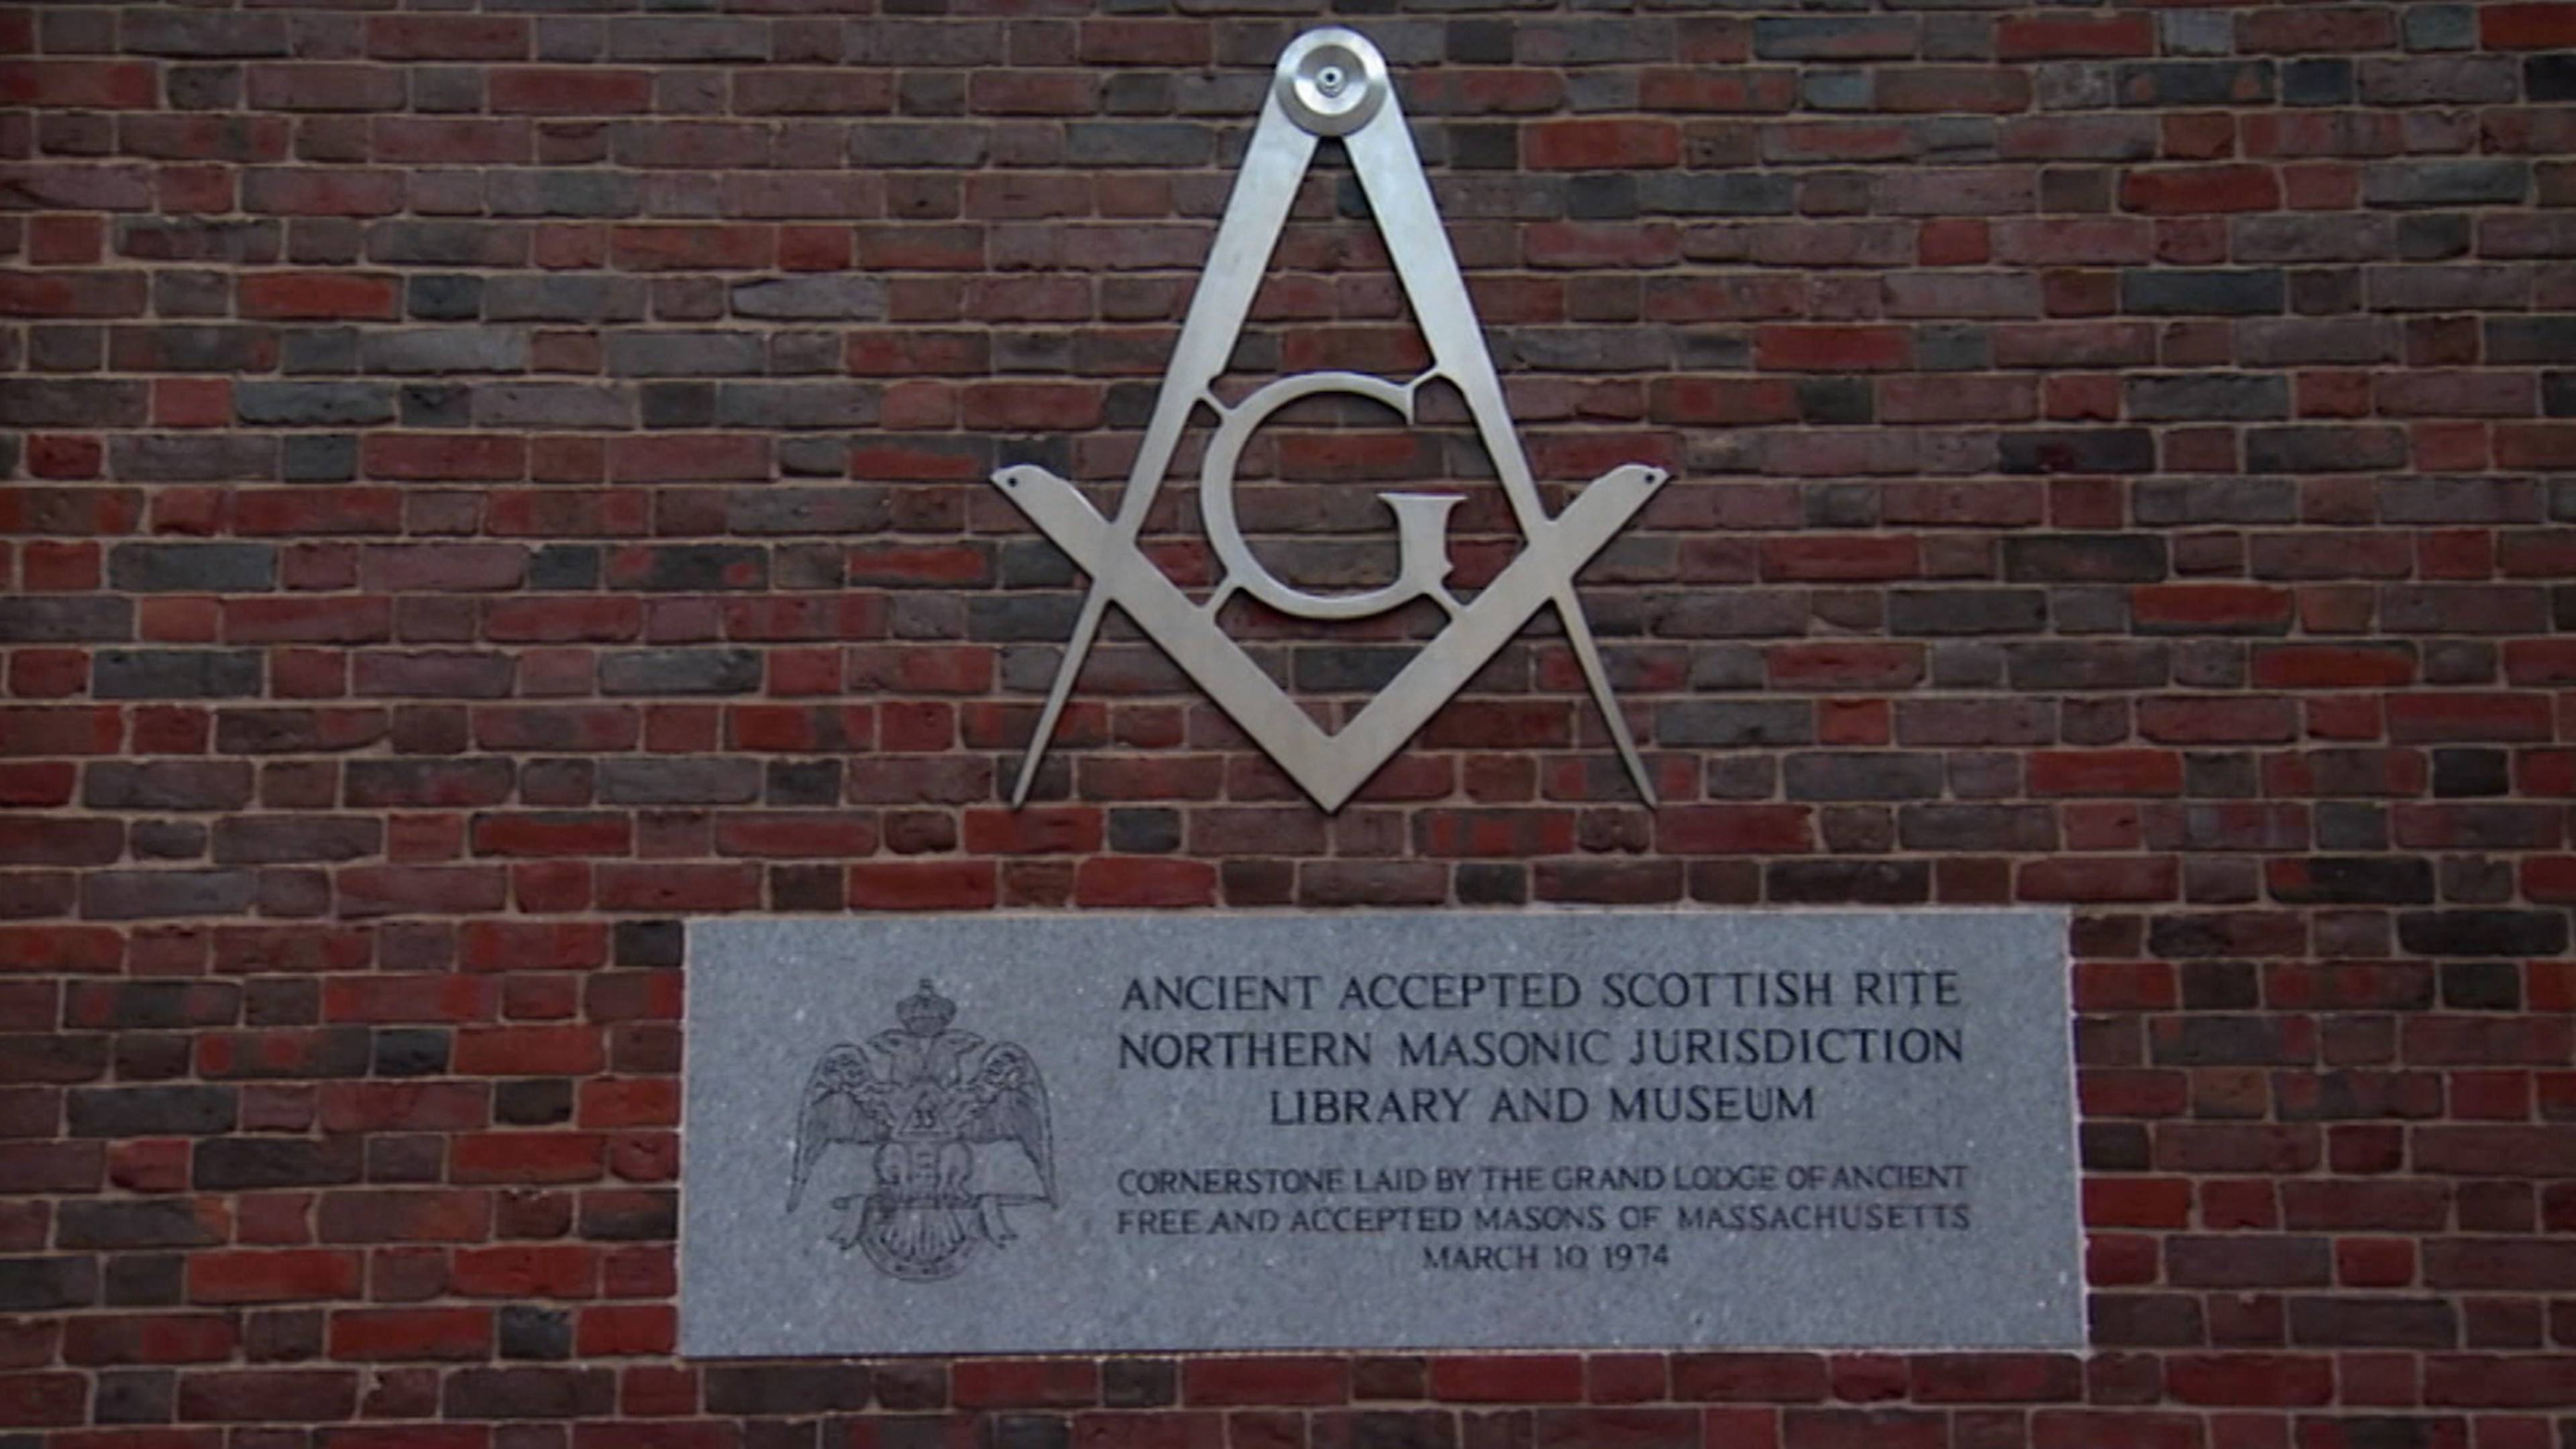 G
ANCIENT ACCEPTED SCOTTISH RITE
NORTHERN MASONIC JURISDICTION
LIBRARY AND MUSEUM
33
CORNERSTONE LAID BY THE GRAND LODGE OF ANCIENT
FREE AND ACCEPTED MASONS OF MASSACHUSETTS
MARCH 10 1974